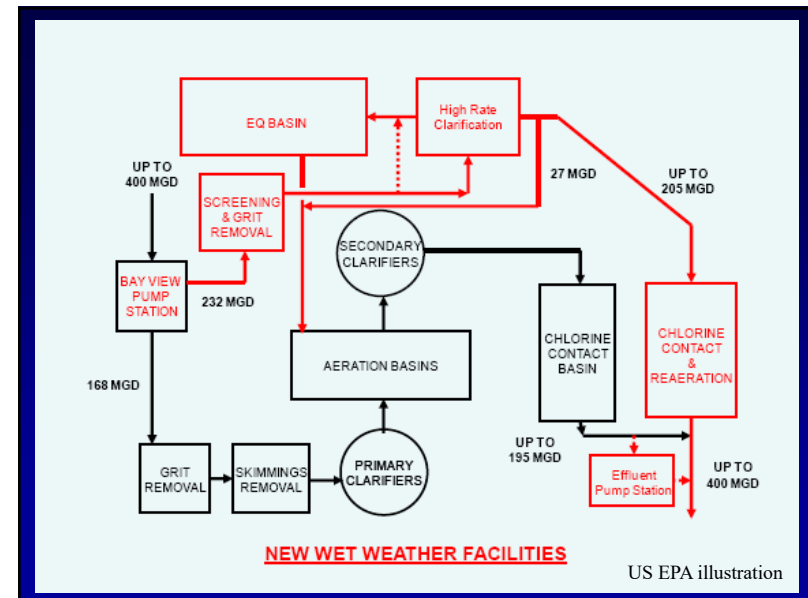 EQ BASIN
High Rate
Clarification
UP TO
400 MGD
27 MGD
UP TO
205 MGD
SCREENING
& GRIT
REMOVAL
SECONDARY
CLARIFIERS
BAY VIEW
PUMP
STATION
232 MGD
CHLORINE
CONTACT
BASIN
CHLORINE
CONTACT
&
REAERATION
AERATION BASINS
168 MGD
UP TO
195 MGD
GRIT
REMOVAL
SKIMMINGS
REMOVAL
PRIMARY
CLARIFIERS
Effluent
Pump Station
UP TO
400 MGD
NEW WET WEATHER FACILITIES
US EPA illustration